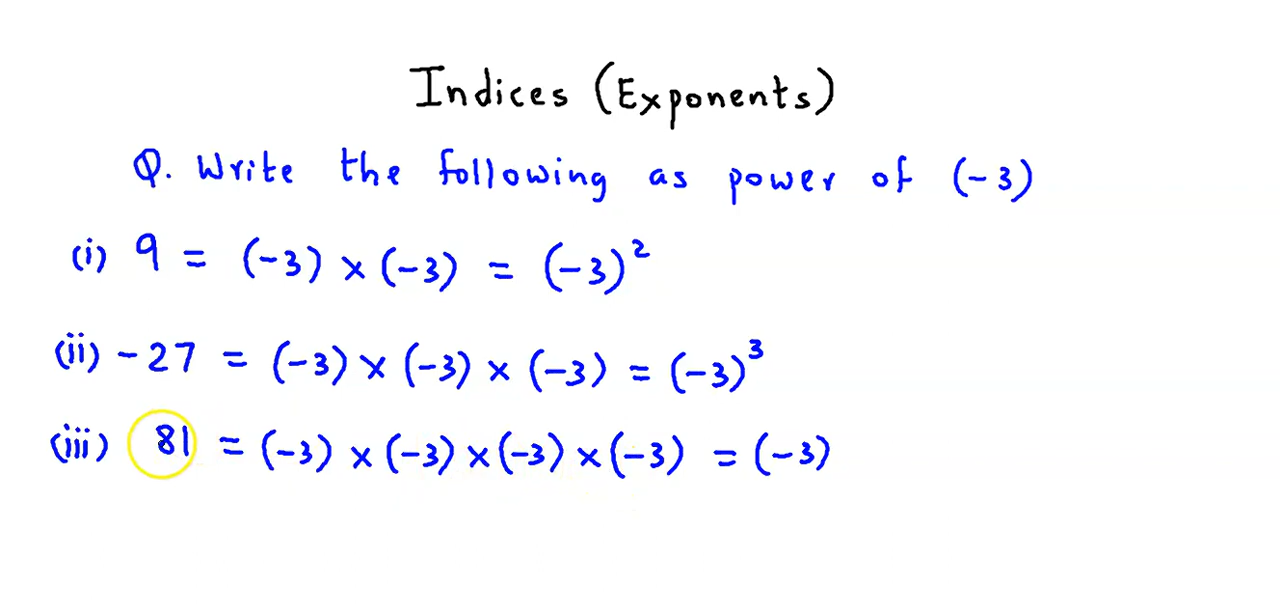 Indices (Exponents)
Q. Write the following as power of (-3)
(i) 9 = (-3) × (-3) = (-3)²
(ii) -27 = (-3) × (-3) × (-3) = (-3)³
(iii) 81 = (-3) × (-3) × (-3) × (-3) = (-3)